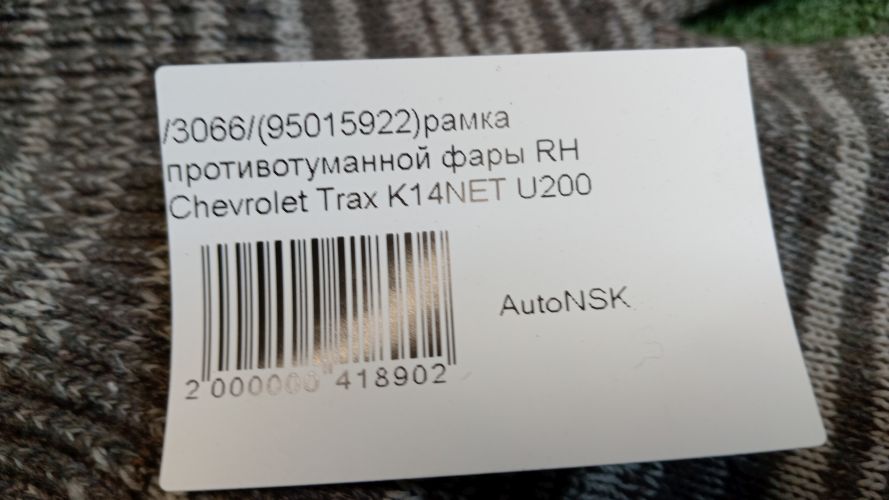 /3066/(95015922)рамка
противотуманной фары RH
Chevrolet Trax K14NET U200
AutoNSK
2 000000 418902